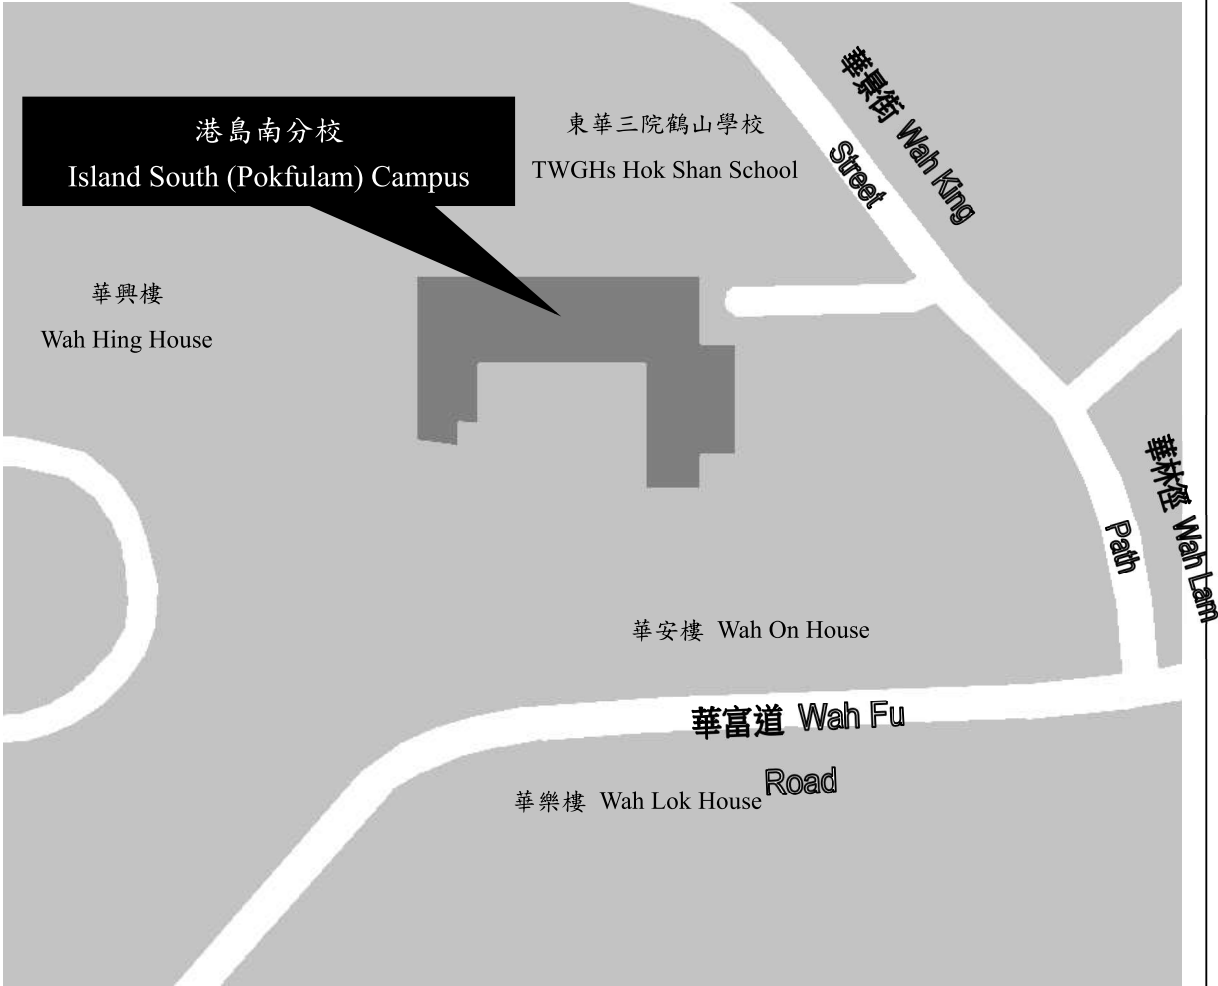 港島南分校
Island South (Pokfulam) Campus
東華三院鶴山學校
TWGHs Hok Shan School
華景街 Wah King
Street
華興樓
Wah Hing House
華林徑 Wah Lam
Path
華安樓 Wah On House
華富道 Wah Fu
Road
華樂樓 Wah Lok House